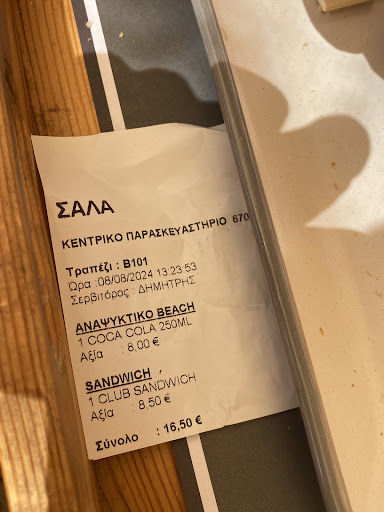 ΣΑΛΑ
ΚΕΝΤΡΙΚΟ ΠΑΡΑΣΚΕΥΑΣΤΗΡΙΟ 670
Τραπέζι : B101
Ώρα :08/08/2024 13:23:53
Σερβιτόρος : ΔΗΜΗΤΡΗΣ
ΑΝΑΨΥΚΤΙΚΟ BEACH
1 COCA COLA 250ML
Αξία : 8,00 €
SANDWICH
1 CLUB SANDWICH
Αξία : 8,50 €
Σύνολο : 16,50 €